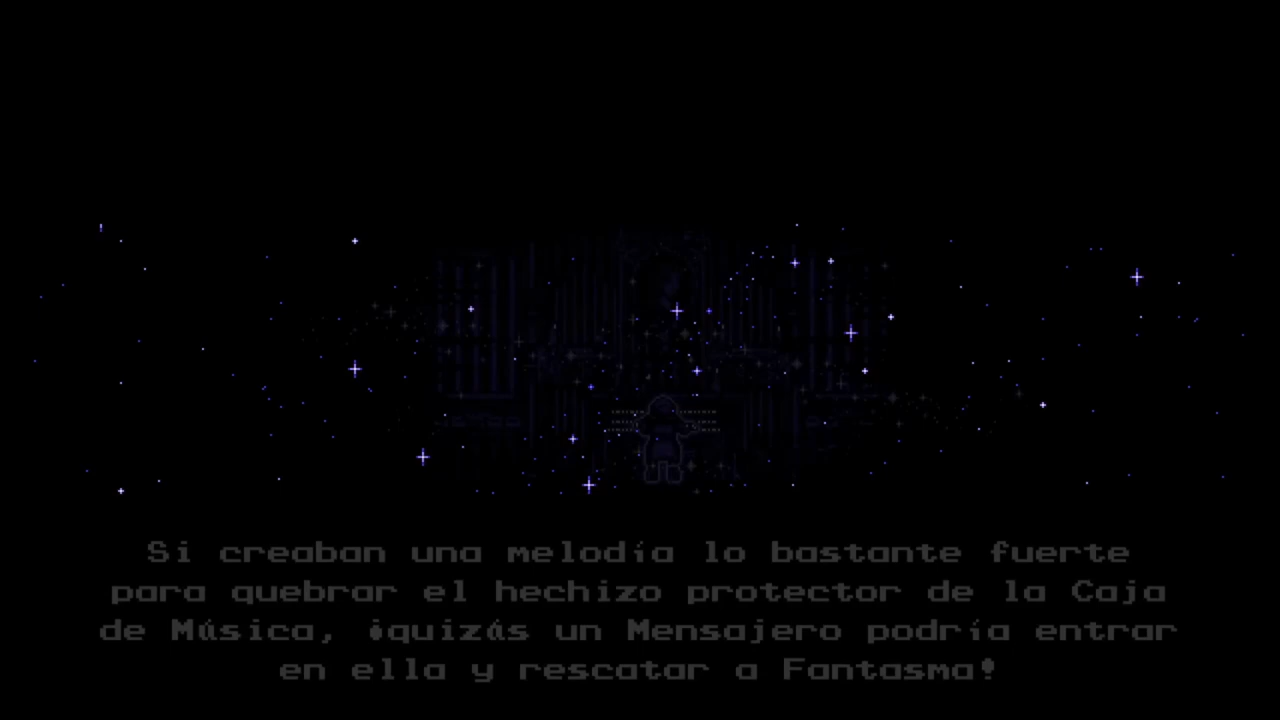 Si creaban una melodía lo bastante fuerte
para quebrar el hechizo protector de la Caja
de Música, ¡quizás un Mensajero podría entrar
en ella y rescatar a Fantasma!